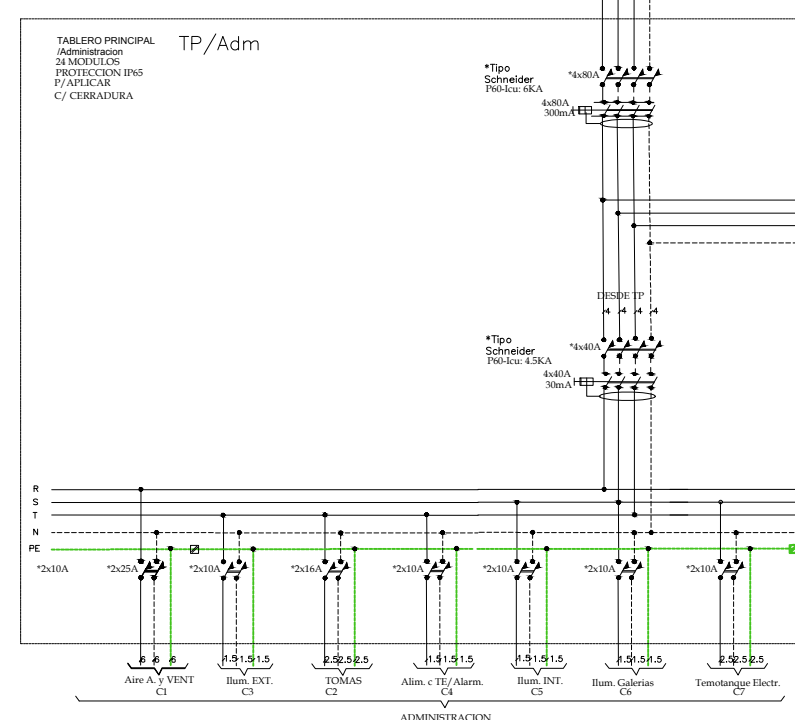 TABLERO PRINCIPAL
/Administracion
24 MODULOS
PROTECCION IP65
P/APLICAR
C/ CERRADURA
TP/Adm
*Tipo
Schneider
P60-Icu: 6KA
*4x80A
4x80A
300mA
DESDE TP
4 4 4 4
*Tipo
Schneider
P60-Icu: 4.5KA
*4x40A
4x40A
30mA
R
S
T
N
PE
*2x10A *2x25A *2x10A *2x16A *2x10A *2x10A *2x10A *2x10A
6 6 6 1.5 1.5 1.5 2.5 2.5 2.5 1.5 1.5 1.5 1.5 1.5 1.5 1.5 1.5 1.5 2.5 2.5 2.5
Aire A. y VENT Ilum. EXT. TOMAS Alim. c TE/Alarm. Ilum. INT. Ilum. Galerias Temotanque Electr.
C1 C3 C2 C4 C5 C6 C7
ADMINISTRACION